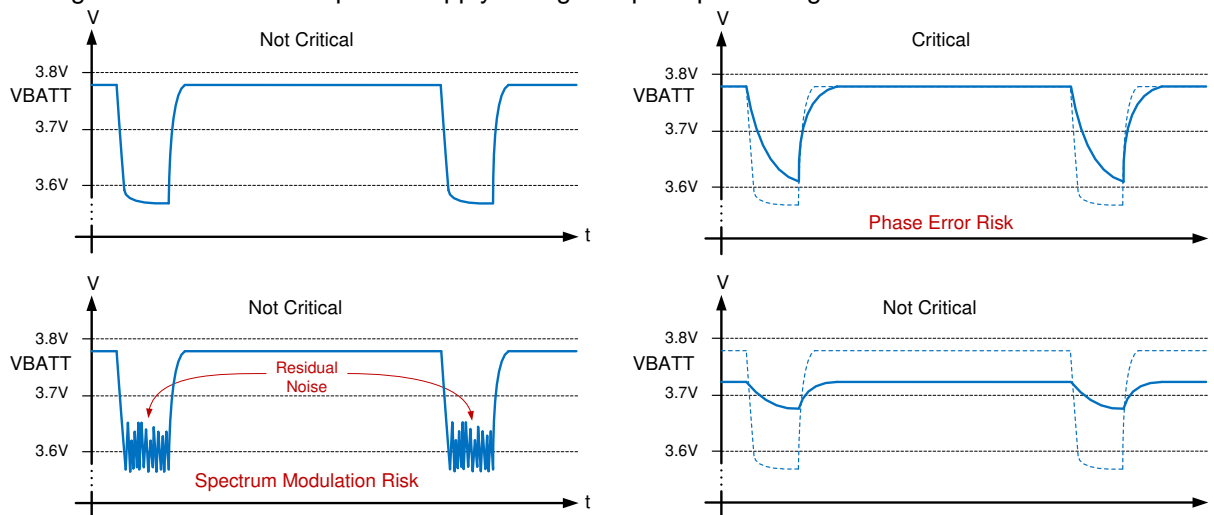 V
Not Critical
3.8V
VBATT
3.7V
3.6V
t
V
Critical
3.8V
VBATT
3.7V
3.6V
Phase Error Risk
V
Not Critical
3.8V
VBATT
Residual
Noise
3.7V
3.6V
Spectrum Modulation Risk
t
V
Not Critical
3.8V
VBATT
3.7V
3.6V